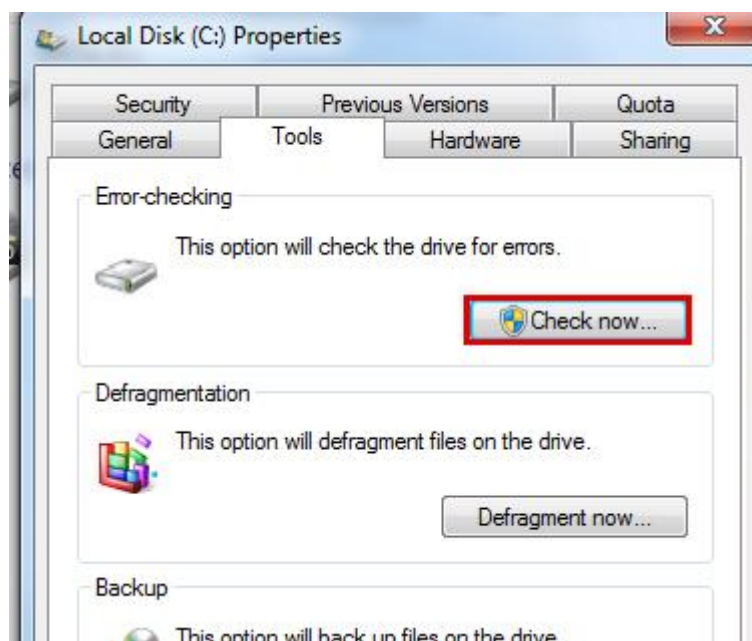 Local Disk (C:) Properties
Security Previous Versions Quota
General Tools Hardware Sharing
Error-checking
This option will check the drive for errors.
Check now...
Defragmentation
This option will defragment files on the drive.
Defragment now...
Backup
This option will back up files on the drive.